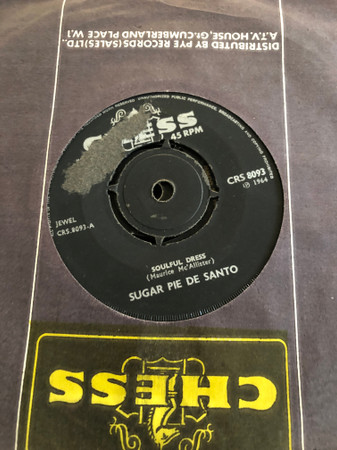 DISTRIBUTED BY PYE RECORDS (SALES) LTD.,
A.T.V. HOUSE, Gt. CUMBERLAND PLACE W.1
CHESS
45 RPM
CRS 8093
℗ 1964
JEWEL
CRS.8093-A
SOULFUL DRESS
(Maurice McAllister)
SUGAR PIE DE SANTO
CHESS